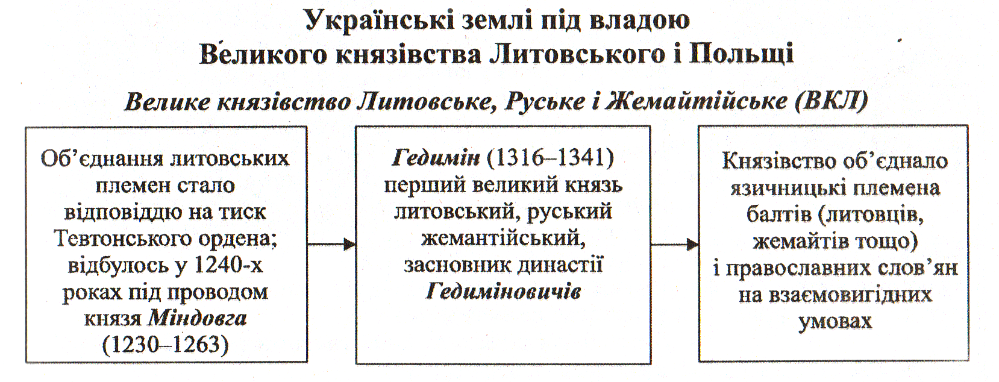 Українські землі під владою
Великого князівства Литовського і Польщі
Велике князівство Литовське, Руське і Жемайтійське (ВКЛ)
Об’єднання литовських
племен стало
відповіддю на тиск
Тевтонського ордена;
відбулось у 1240-х
роках під проводом
князя Міндовга
(1230–1263)
Гедимін (1316–1341)
перший великий князь
литовський, руський
жемантійський,
засновник династії
Гедиміновичів
Князівство об’єднало
язичницькі племена
балтів (литовців,
жемайтів тощо)
і православних слов’ян
на взаємовигідних
умовах